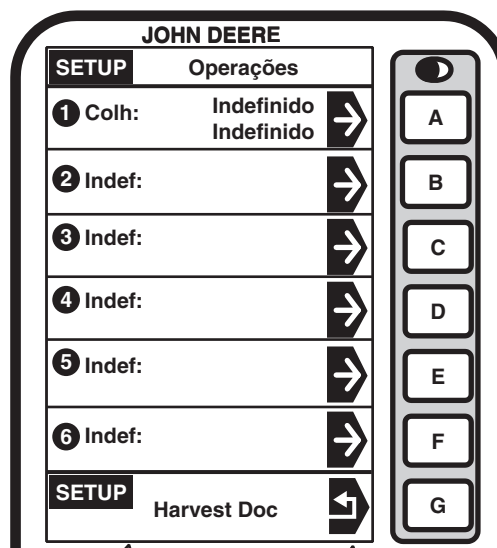 JOHN DEERE
SETUP Operações
1 Colh: Indefinido A
Indefinido
2 Indef: B
3 Indef: C
4 Indef: D
5 Indef: E
6 Indef: F
SETUP Harvest Doc G